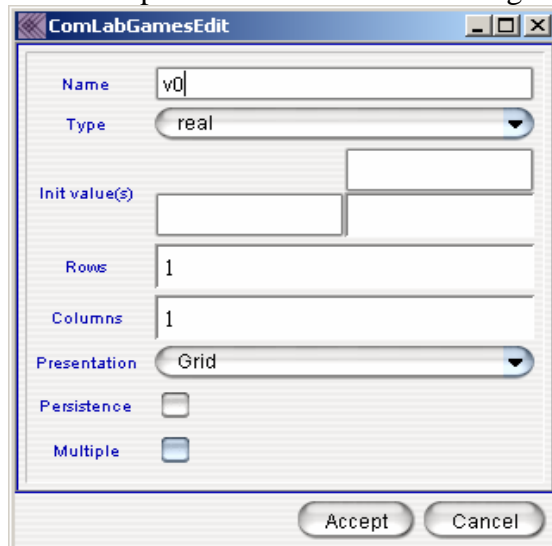 ComLabGamesEdit
Name v0
Type real
Init value(s)
Rows 1
Columns 1
Presentation Grid
Persistence
Multiple
Accept Cancel